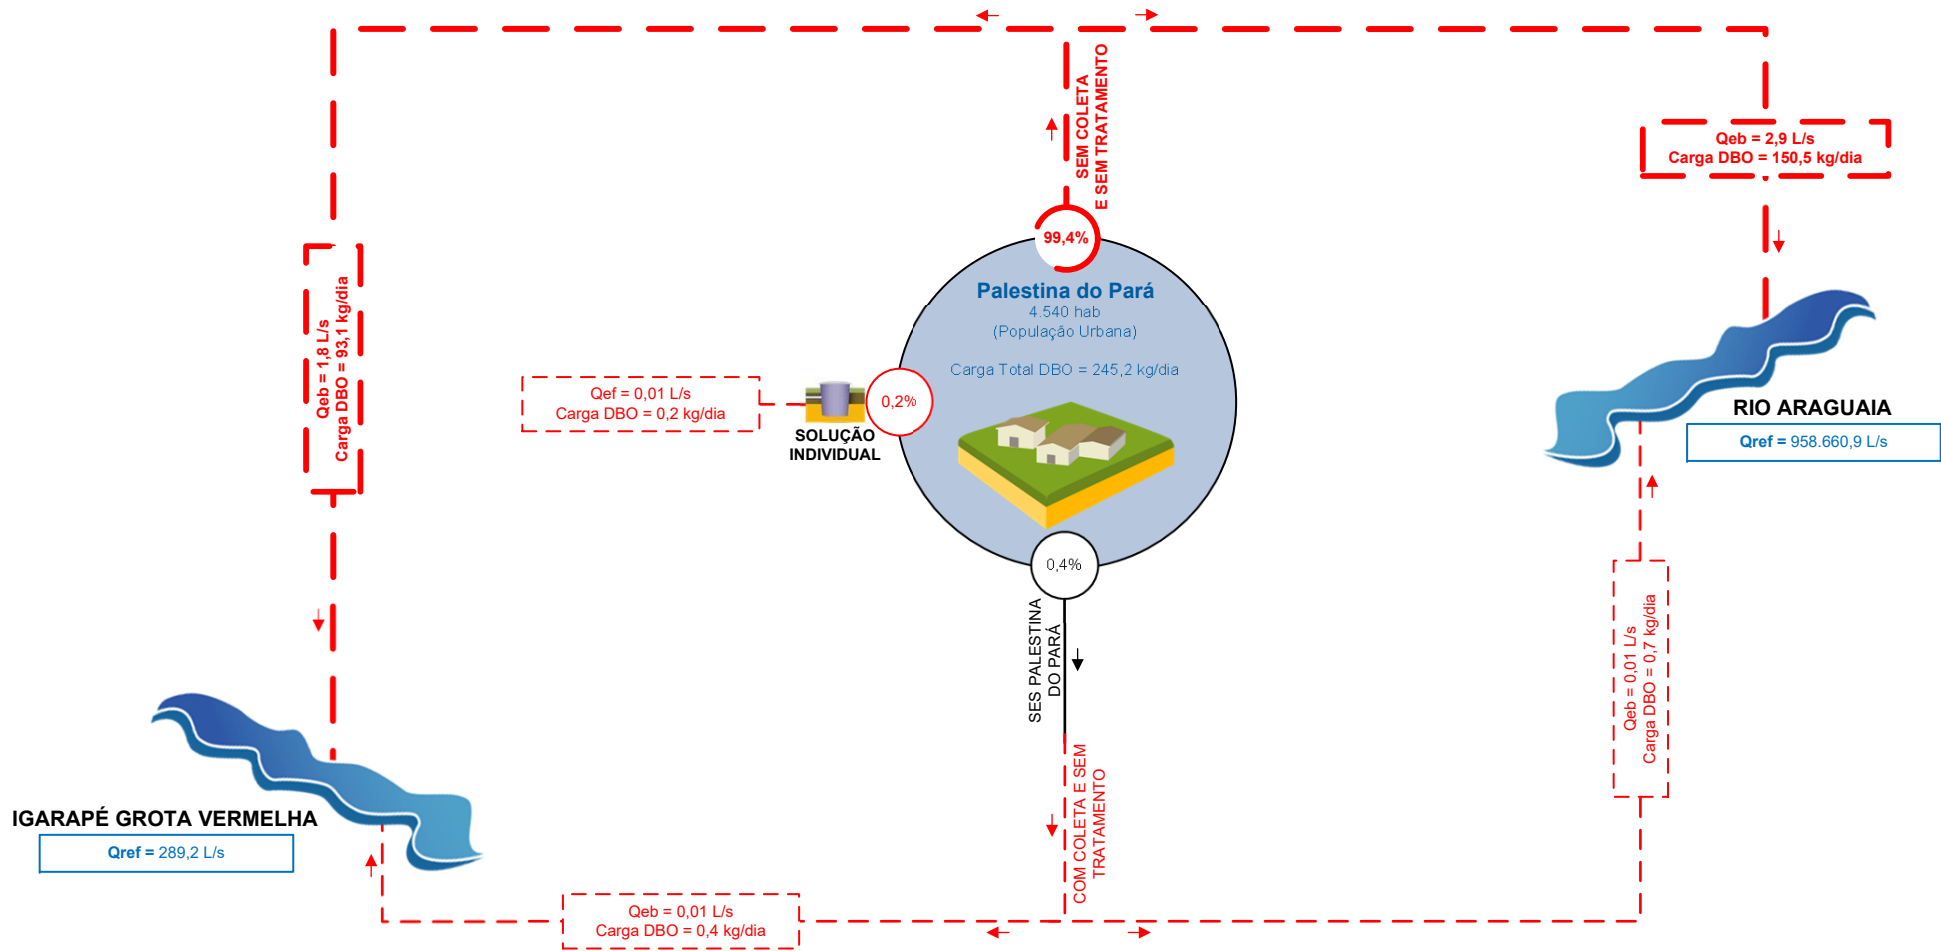 SEM COLETA
E SEM TRATAMENTO
Qeb = 2,9 L/s
Carga DBO = 150,5 kg/dia
99,4%
Qeb = 1,8 L/s
Carga DBO = 93,1 kg/dia
Palestina do Pará
4.540 hab
(População Urbana)
Carga Total DBO = 245,2 kg/dia
Qef = 0,01 L/s
Carga DBO = 0,2 kg/dia
0,2%
SOLUÇÃO
INDIVIDUAL
RIO ARAGUAIA
Qref = 958.660,9 L/s
0,4%
SES PALESTINA
DO PARÁ
Qeb = 0,01 L/s
Carga DBO = 0,7 kg/dia
COM COLETA E SEM
TRATAMENTO
IGARAPÉ GROTA VERMELHA
Qref = 289,2 L/s
Qeb = 0,01 L/s
Carga DBO = 0,4 kg/dia